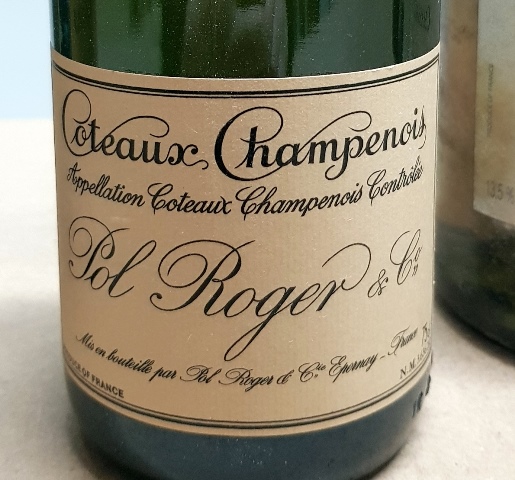 Coteaux Champenois
Appellation Coteaux Champenois Contrôlée
Pol Roger & Cº
Mis en bouteille par Pol Roger & Cie Epernay - France
OF FRANCE
N.M.